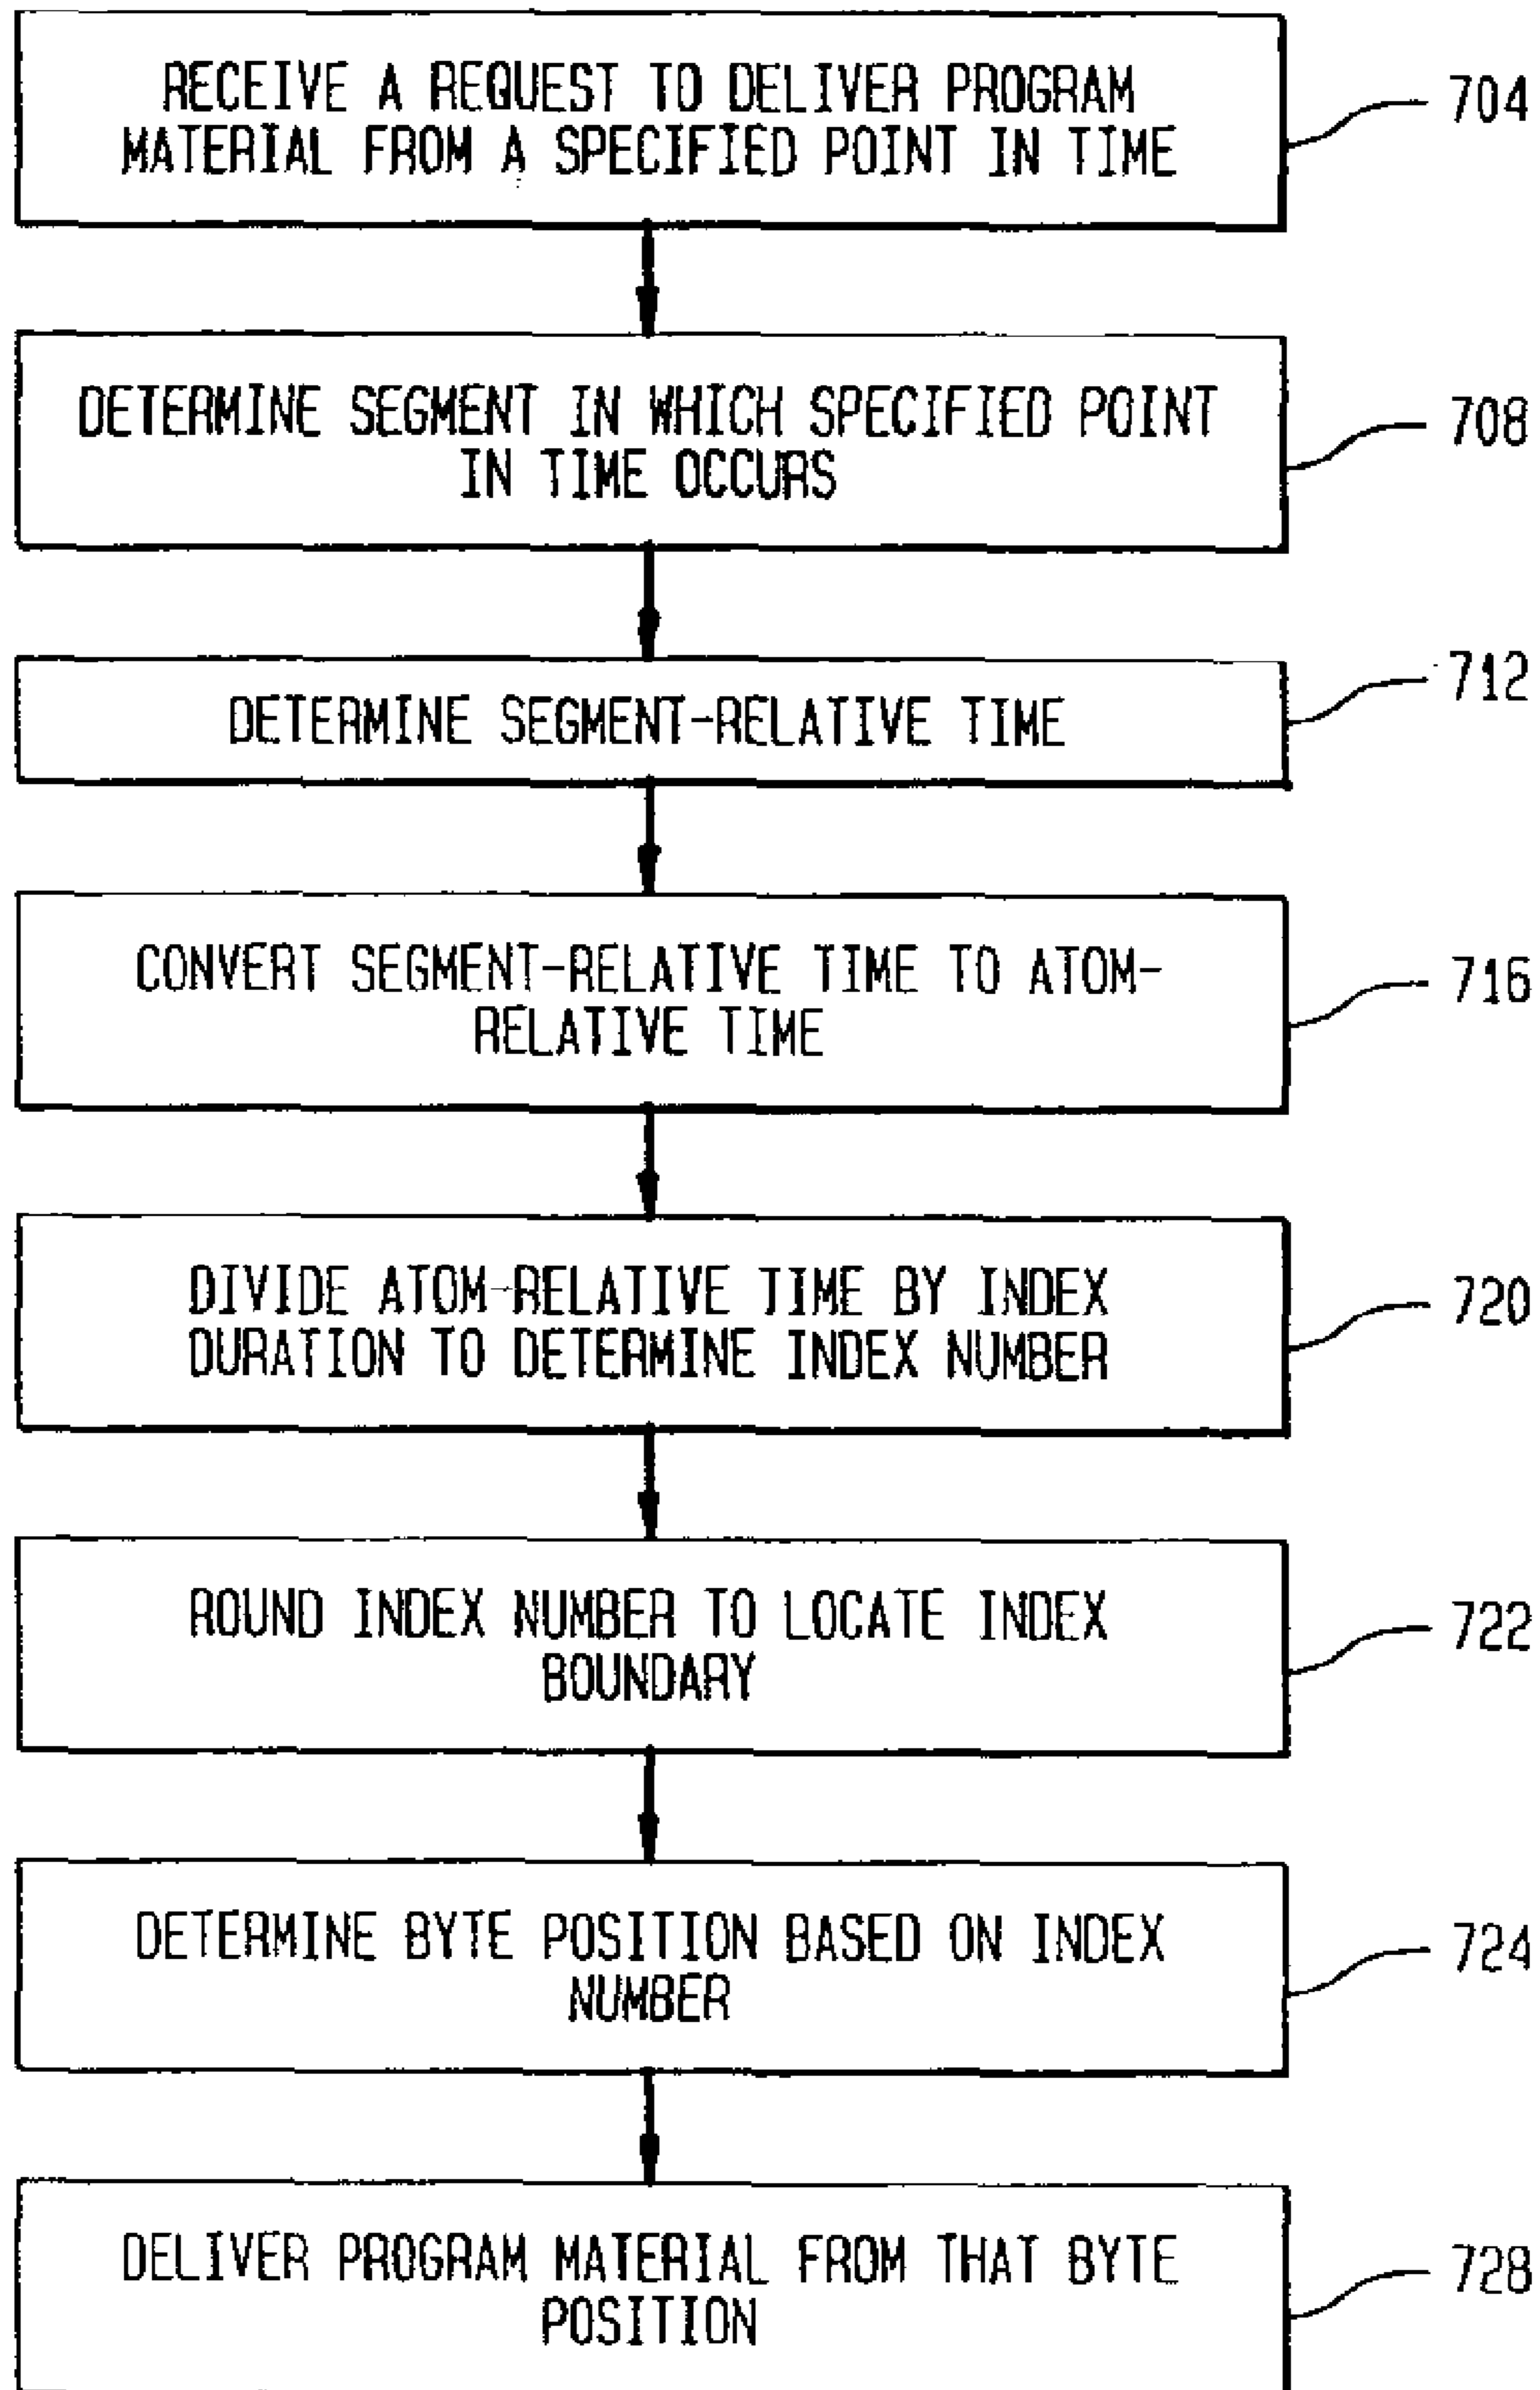 RECEIVE A REQUEST TO DELIVER PROGRAM
MATERIAL FROM A SPECIFIED POINT IN TIME
704
DETERMINE SEGMENT IN WHICH SPECIFIED POINT
IN TIME OCCURS
708
DETERMINE SEGMENT-RELATIVE TIME
712
CONVERT SEGMENT-RELATIVE TIME TO ATOM-
RELATIVE TIME
716
DIVIDE ATOM-RELATIVE TIME BY INDEX
DURATION TO DETERMINE INDEX NUMBER
720
ROUND INDEX NUMBER TO LOCATE INDEX
BOUNDARY
722
DETERMINE BYTE POSITION BASED ON INDEX
NUMBER
724
DELIVER PROGRAM MATERIAL FROM THAT BYTE
POSITION
728